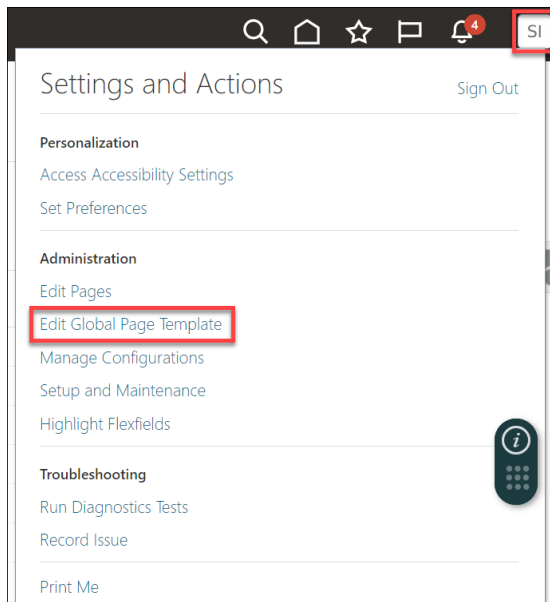 4
SI
Settings and Actions
Sign Out
Personalization
Access Accessibility Settings
Set Preferences
Administration
Edit Pages
Edit Global Page Template
Manage Configurations
Setup and Maintenance
Highlight Flexfields
i
Troubleshooting
Run Diagnostics Tests
Record Issue
Print Me